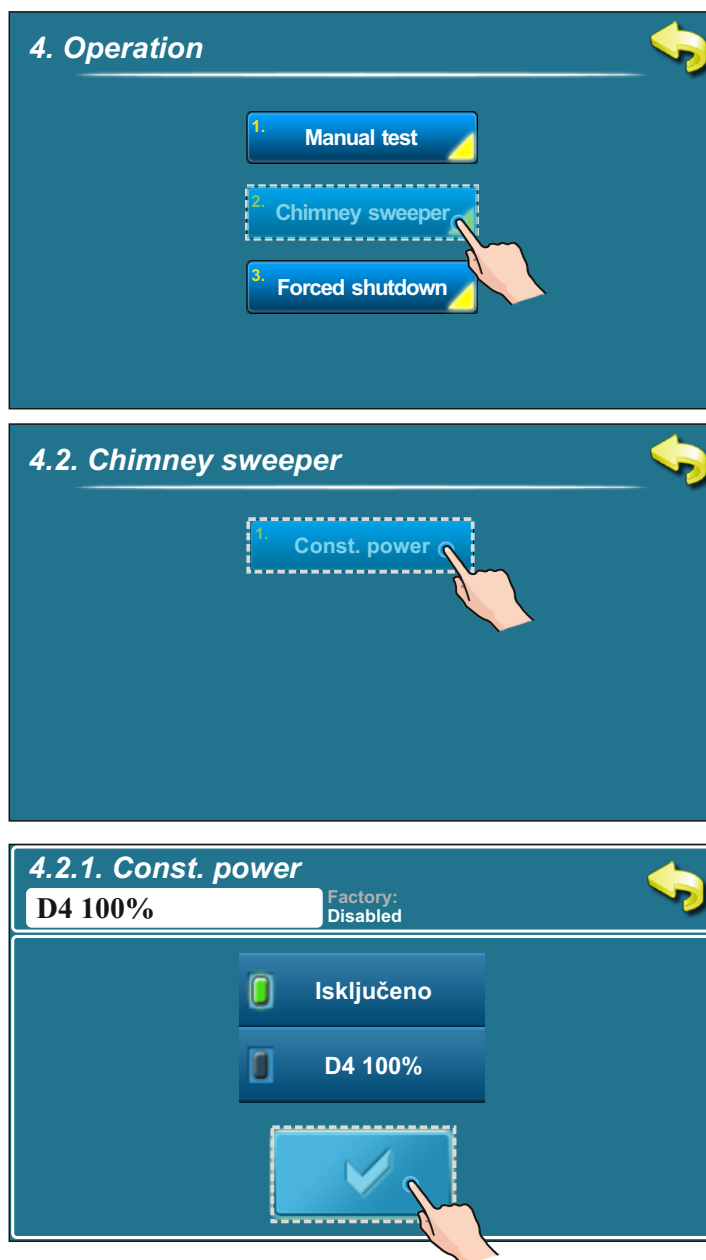 4. Operation
1. Manual test
2. Chimney sweeper
3. Forced shutdown
4.2. Chimney sweeper
1. Const. power
4.2.1. Const. power
D4 100%
Factory:
Disabled
Isključeno
D4 100%